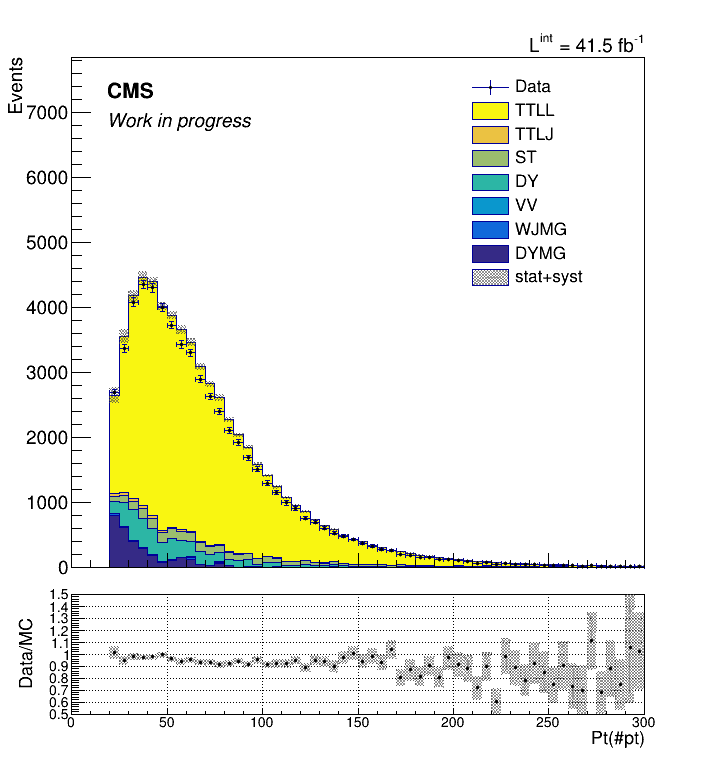 L^int = 41.5 fb^-1
Events
CMS
Work in progress
Data
TTLL
TTLJ
ST
DY
VV
WJMG
DYMG
stat+syst
7000
6000
5000
4000
3000
2000
1000
0
Data/MC
1.5
1.4
1.3
1.2
1.1
1
0.9
0.8
0.7
0.6
0.5
0 50 100 150 200 250 300
Pt(#pt)